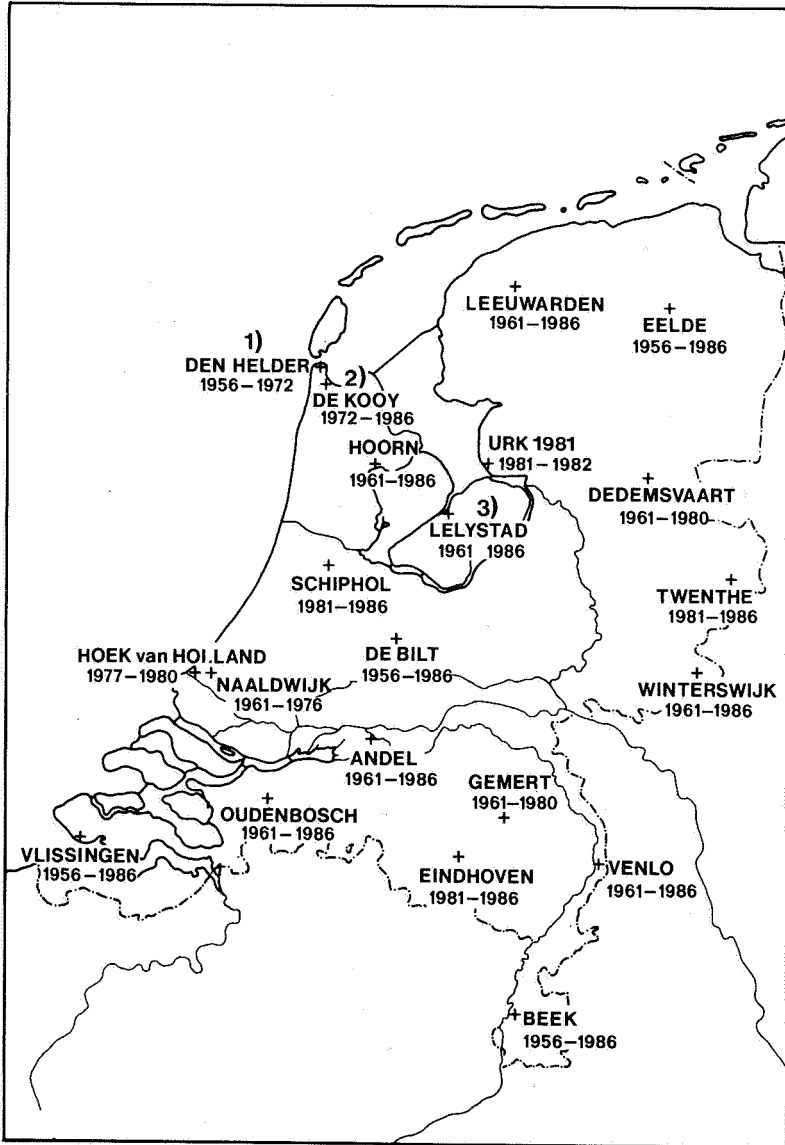 LEEUWARDEN
1961–1986
EELDE
1956–1986
1)
DEN HELDER
1956–1972
2)
DE KOOY
1972–1986
HOORN
1961–1986
URK 1981
1981–1982
DEDEMSVAART
1961–1980
3)
LELYSTAD
1961 1986
SCHIPHOL
1981–1986
TWENTHE
1981–1986
HOEK van HOLLAND
1977–1980
NAALDWIJK
1961–1976
DE BILT
1956–1986
WINTERSWIJK
1961–1986
ANDEL
1961–1986
GEMERT
1961–1980
OUDENBOSCH
1961–1986
VLISSINGEN
1956–1986
EINDHOVEN
1981–1986
VENLO
1961–1986
BEEK
1956–1986